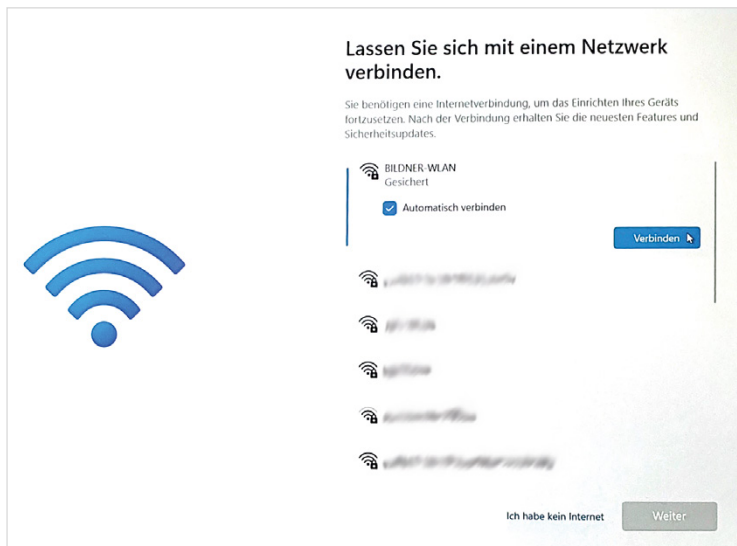 Lassen Sie sich mit einem Netzwerk
verbinden.
Sie benötigen eine Internetverbindung, um das Einrichten Ihres Geräts
fortzusetzen. Nach der Verbindung erhalten Sie die neuesten Features und
Sicherheitsupdates.
BILDNER-WLAN
Gesichert
Automatisch verbinden
Verbinden
Ich habe kein Internet
Weiter